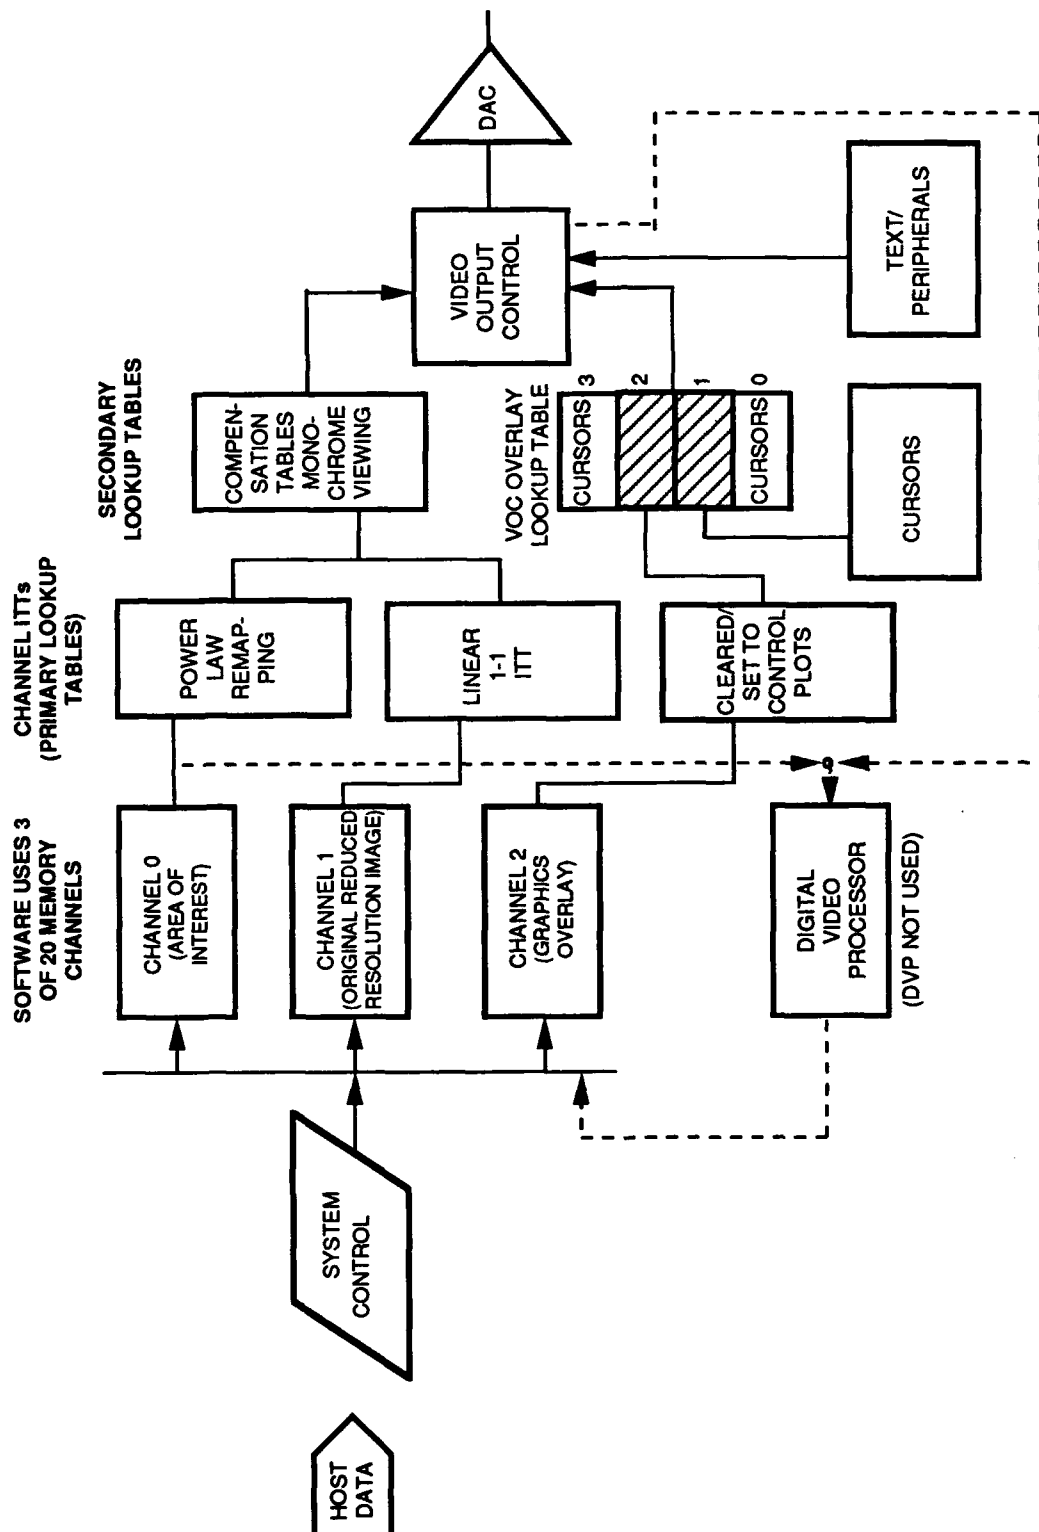 HOST
DATA
SYSTEM
CONTROL
SOFTWARE USES 3
OF 20 MEMORY
CHANNELS
CHANNEL 0
(AREA OF
INTEREST)
CHANNEL 1
(ORIGINAL REDUCED
RESOLUTION IMAGE)
CHANNEL 2
(GRAPHICS
OVERLAY)
DIGITAL
VIDEO
PROCESSOR
(DVP NOT USED)
CHANNEL ITTs
(PRIMARY LOOKUP
TABLES)
POWER
LAW
REMAP-
PING
LINEAR
1-1
ITT
CLEARED/
SET TO
CONTROL
PLOTS
SECONDARY
LOOKUP TABLES
COMPEN-
SATION
TABLES
MONO-
CHROME
VIEWING
VOC OVERLAY
LOOKUP TABLE
CURSORS 3
2
1
CURSORS 0
CURSORS
VIDEO
OUTPUT
CONTROL
TEXT/
PERIPHERALS
DAC